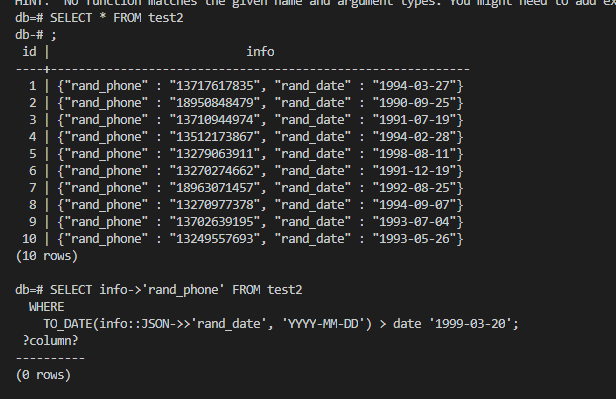 HINT:  No function matches the given name and argument types. You might need to add ex
db=# SELECT * FROM test2
db-# ;
 id |                          info
----+---------------------------------------------------------
  1 | {"rand_phone" : "13717617835", "rand_date" : "1994-03-27"}
  2 | {"rand_phone" : "18950848479", "rand_date" : "1990-09-25"}
  3 | {"rand_phone" : "13710944974", "rand_date" : "1991-07-19"}
  4 | {"rand_phone" : "13512173867", "rand_date" : "1994-02-28"}
  5 | {"rand_phone" : "13279063911", "rand_date" : "1998-08-11"}
  6 | {"rand_phone" : "13270274662", "rand_date" : "1991-12-19"}
  7 | {"rand_phone" : "18963071457", "rand_date" : "1992-08-25"}
  8 | {"rand_phone" : "13270977378", "rand_date" : "1994-09-07"}
  9 | {"rand_phone" : "13702639195", "rand_date" : "1993-07-04"}
 10 | {"rand_phone" : "13249557693", "rand_date" : "1993-05-26"}
(10 rows)
db=# SELECT info->'rand_phone' FROM test2
  WHERE
    TO_DATE(info::JSON->>'rand_date', 'YYYY-MM-DD') > date '1999-03-20';
 ?column?
----------
(0 rows)